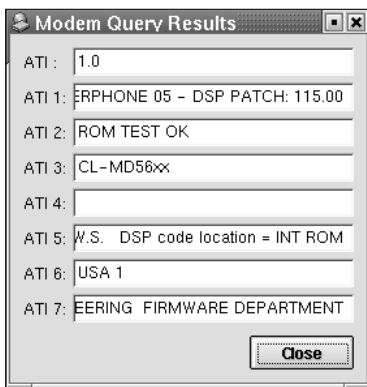 Modem Query Results
ATI : 1.0
ATI 1: ERPHONE 05 - DSP PATCH: 115.00
ATI 2: ROM TEST OK
ATI 3: CL-MD56xx
ATI 4:
ATI 5: W.S. DSP code location = INT ROM
ATI 6: USA 1
ATI 7: EERING FIRMWARE DEPARTMENT
Close